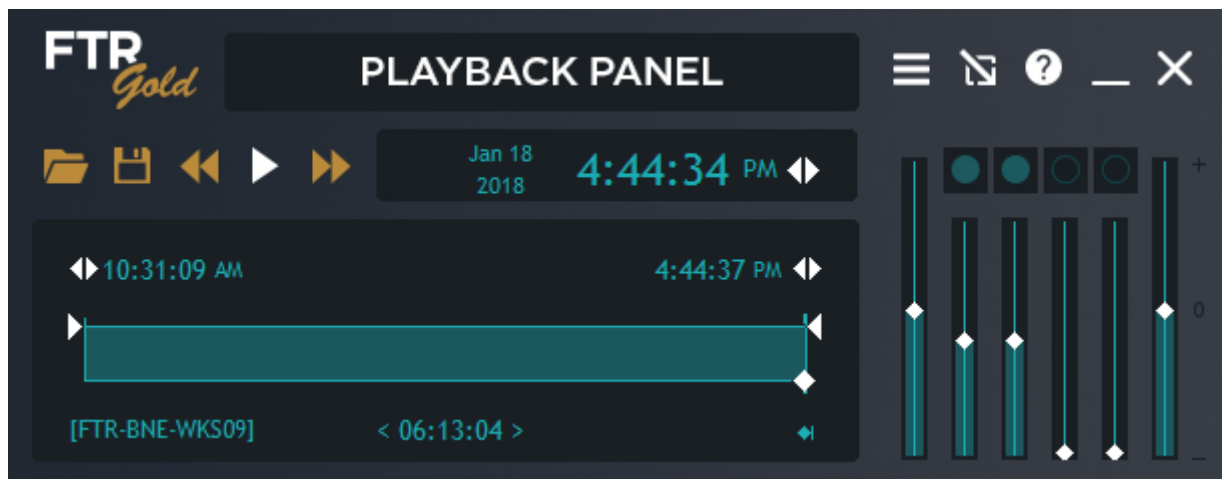 FTR
Gold
PLAYBACK PANEL
?
Jan 18
2018
4:44:34 PM
10:31:09 AM
4:44:37 PM
[FTR-BNE-WKS09]
< 06:13:04 >
+
0
–